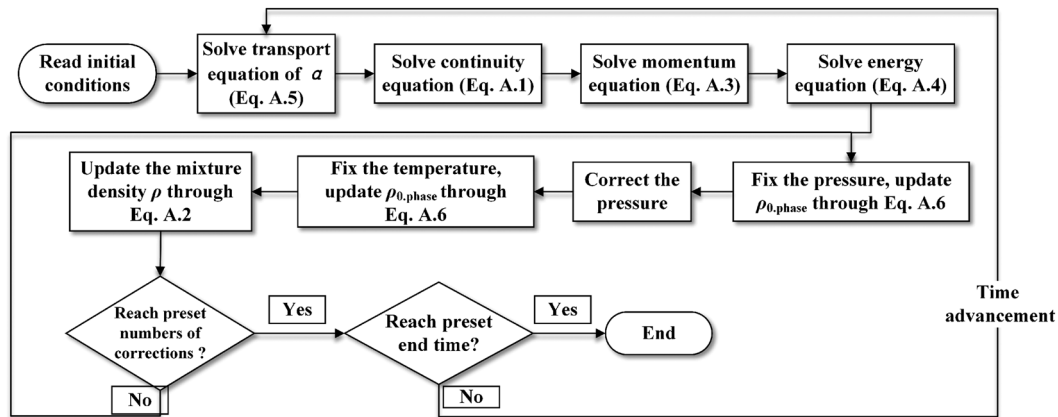 Read initial
conditions
Solve transport
equation of α
(Eq. A.5)
Solve continuity
equation (Eq. A.1)
Solve momentum
equation (Eq. A.3)
Solve energy
equation (Eq. A.4)
Update the mixture
density ρ through
Eq. A.2
Fix the temperature,
update ρ0.phase through
Eq. A.6
Correct the
pressure
Fix the pressure, update
ρ0.phase through Eq. A.6
Reach preset
numbers of
corrections ?
Yes
No
Reach preset
end time?
Yes
No
End
Time
advancement